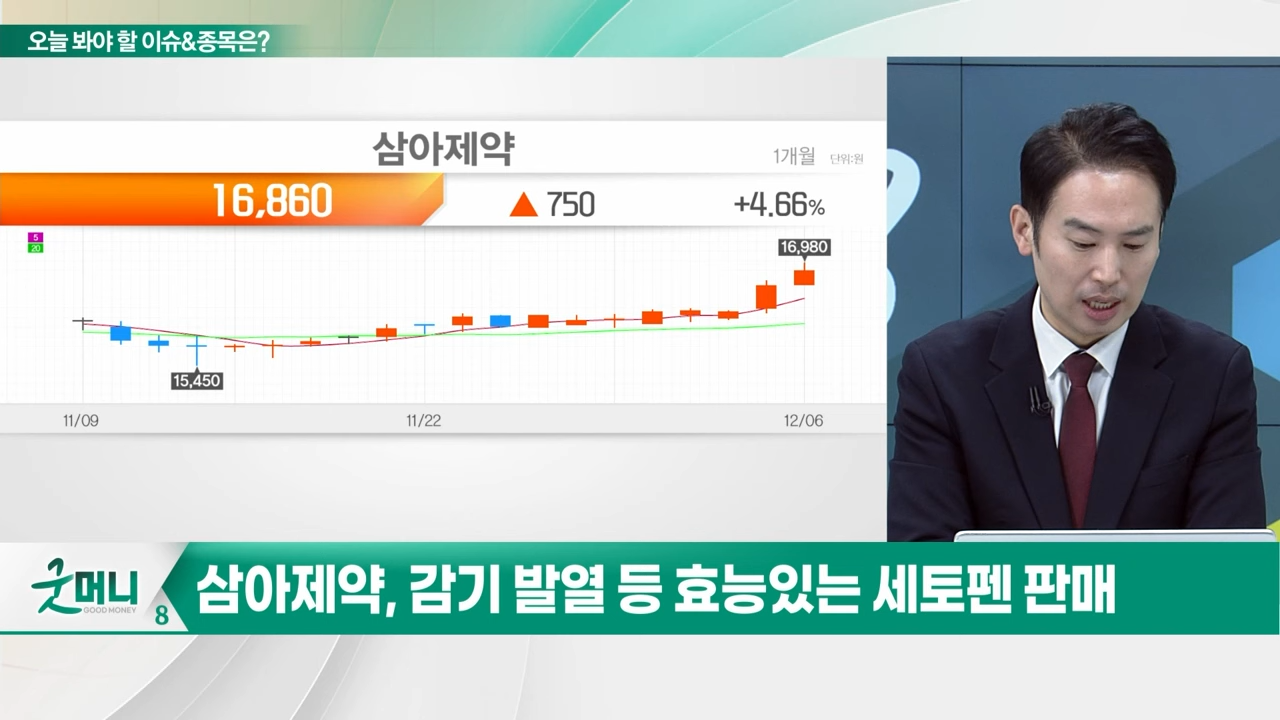 오늘 봐야 할 이슈&종목은?
삼아제약
1개월 단위:원
16,860 ▲ 750 +4.66%
5
20
16,980
15,450
11/09 11/22 12/06
굿머니
GOOD MONEY
8
삼아제약, 감기 발열 등 효능있는 세토펜 판매